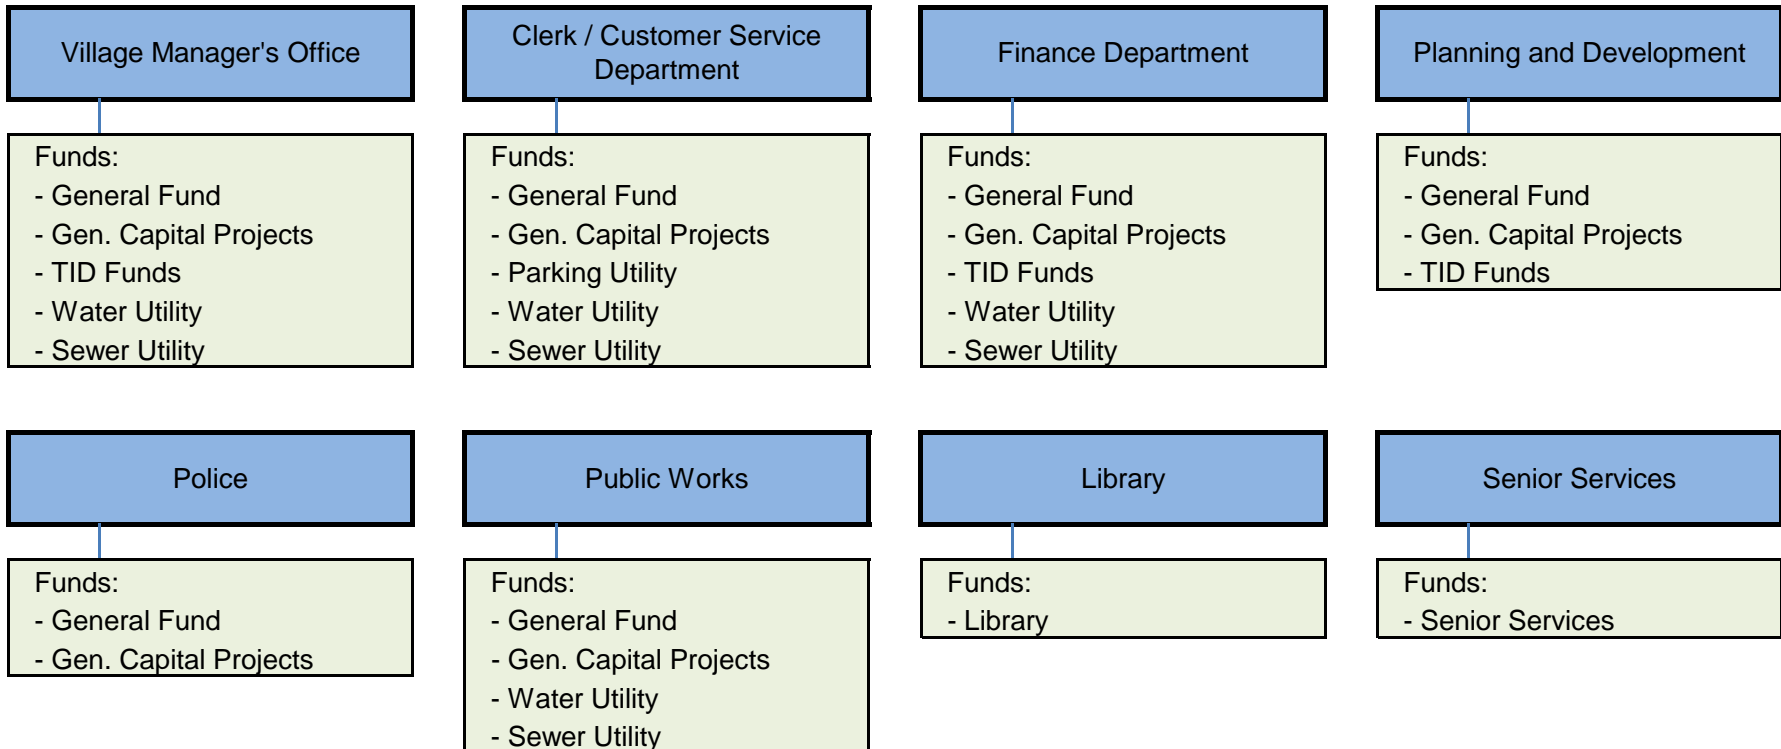 Village Manager's Office
Clerk / Customer Service
Department
Finance Department
Planning and Development
Funds:
- General Fund
- Gen. Capital Projects
- TID Funds
- Water Utility
- Sewer Utility
Funds:
- General Fund
- Gen. Capital Projects
- Parking Utility
- Water Utility
- Sewer Utility
Funds:
- General Fund
- Gen. Capital Projects
- TID Funds
- Water Utility
- Sewer Utility
Funds:
- General Fund
- Gen. Capital Projects
- TID Funds
Police
Public Works
Library
Senior Services
Funds:
- General Fund
- Gen. Capital Projects
Funds:
- General Fund
- Gen. Capital Projects
- Water Utility
- Sewer Utility
Funds:
- Library
Funds:
- Senior Services